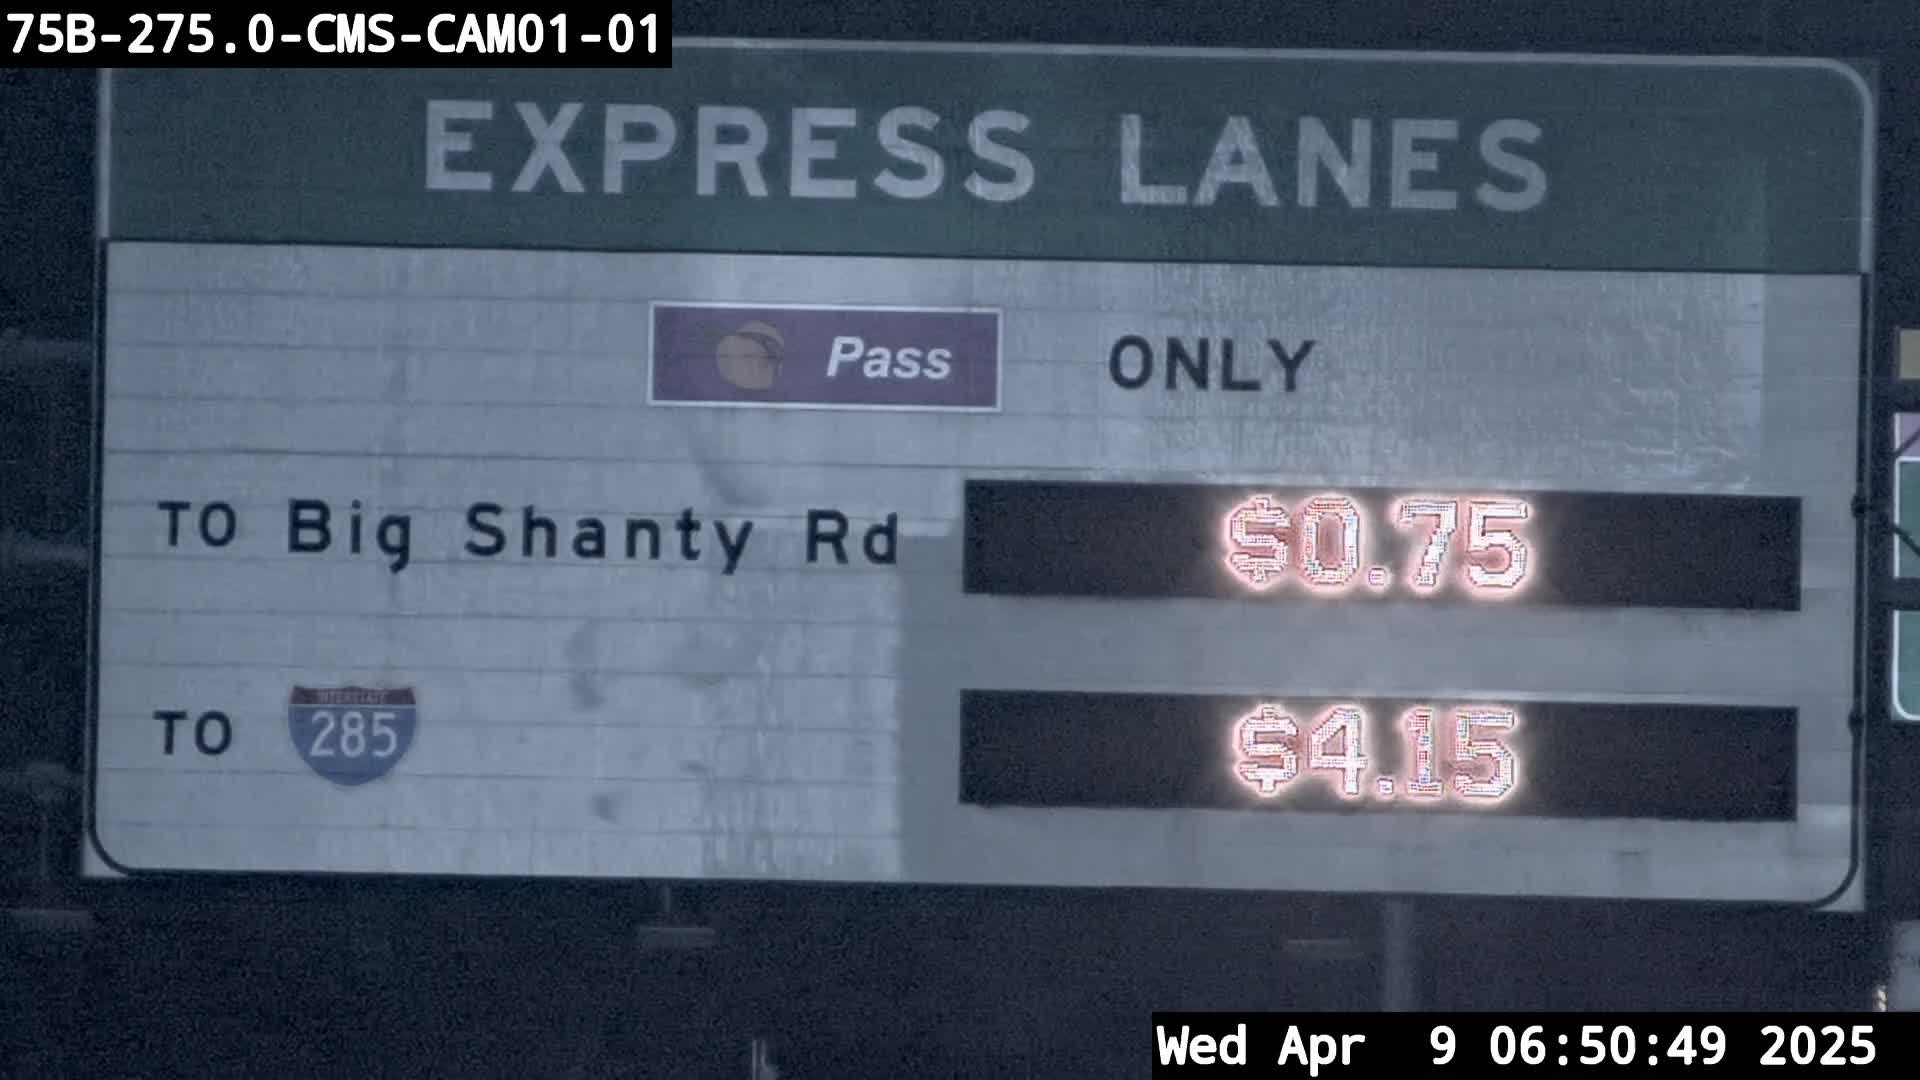 75B-275.0-CMS-CAM01-01
EXPRESS LANES
Pass ONLY
TO Big Shanty Rd $0.75
INTERSTATE
TO 285 $4.15
Wed Apr 9 06:50:49 2025